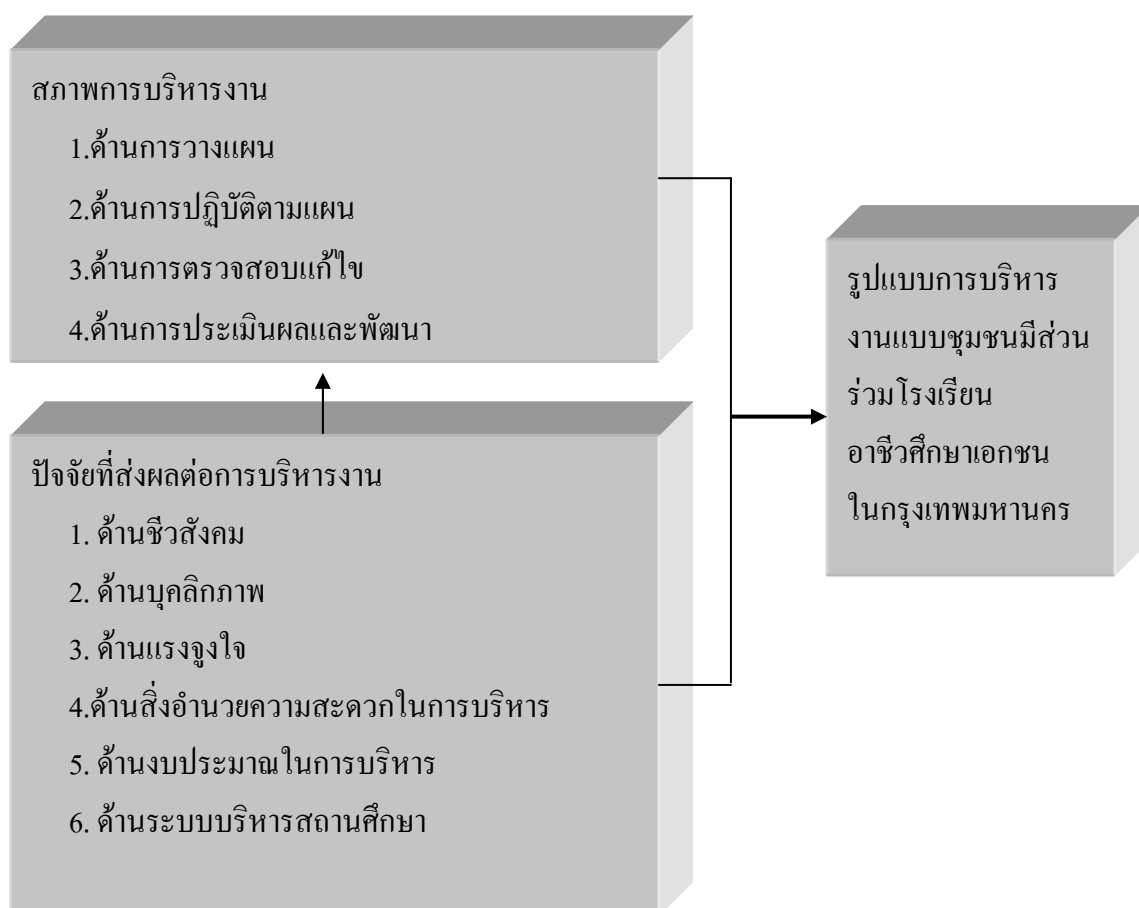 สภาพการบริหารงาน
1.ด้านการวางแผน
2.ด้านการปฏิบัติตามแผน
3.ด้านการตรวจสอบแก้ไข
4.ด้านการประเมินผลและพัฒนา
ปัจจัยที่ส่งผลต่อการบริหารงาน
1. ด้านชีวสังคม
2. ด้านบุคลิกภาพ
3. ด้านแรงจูงใจ
4.ด้านสิ่งอำนวยความสะดวกในการบริหาร
5. ด้านงบประมาณในการบริหาร
6. ด้านระบบบริหารสถานศึกษา
รูปแบบการบริหาร
งานแบบชุมชนมีส่วน
ร่วมโรงเรียน
อาชีวศึกษาเอกชน
ในกรุงเทพมหานคร